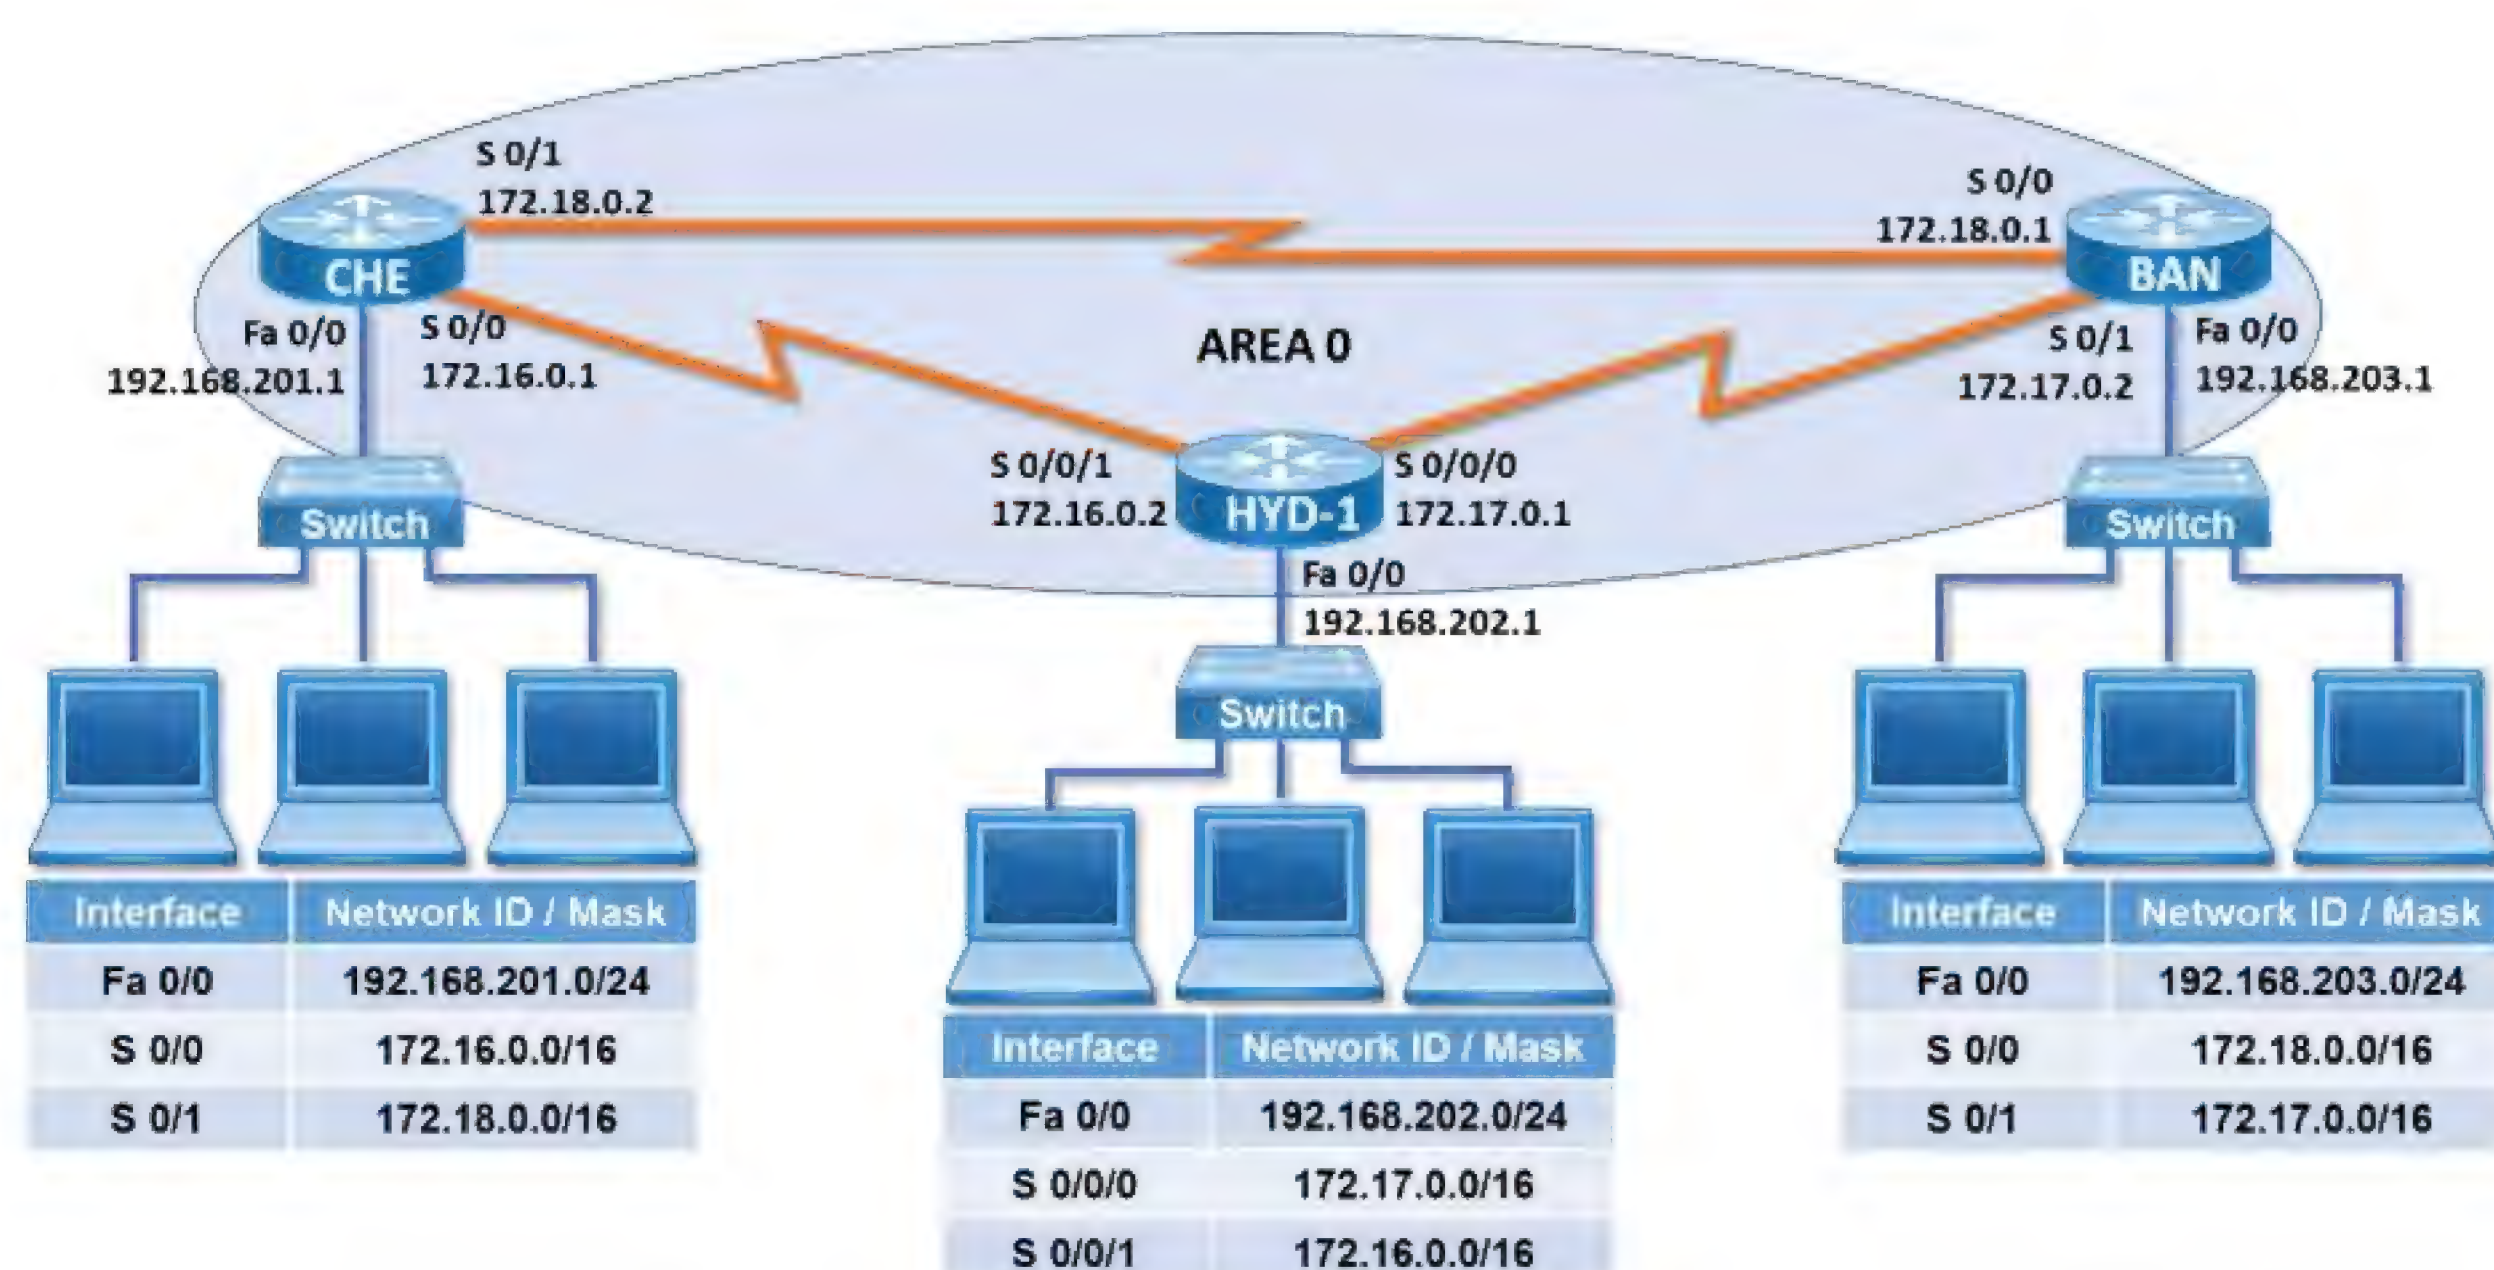 S 0/1
172.18.0.2
S 0/0
172.18.0.1
CHE
BAN
Fa 0/0
192.168.201.1
S 0/0
172.16.0.1
AREA 0
S 0/1
172.17.0.2
Fa 0/0
192.168.203.1
S 0/0/1
172.16.0.2
HYD-1
S 0/0/0
172.17.0.1
Switch
Switch
Fa 0/0
192.168.202.1
Switch
Interface Network ID / Mask
Fa 0/0 192.168.201.0/24
S 0/0 172.16.0.0/16
S 0/1 172.18.0.0/16
Interface Network ID / Mask
Fa 0/0 192.168.202.0/24
S 0/0/0 172.17.0.0/16
S 0/0/1 172.16.0.0/16
Interface Network ID / Mask
Fa 0/0 192.168.203.0/24
S 0/0 172.18.0.0/16
S 0/1 172.17.0.0/16